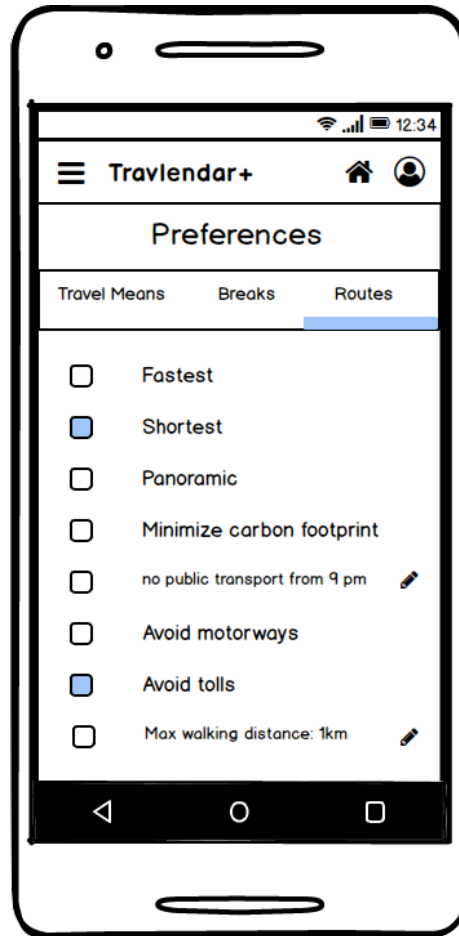 12:34
Travlendar+
Preferences
Travel Means Breaks Routes
Fastest
Shortest
Panoramic
Minimize carbon footprint
no public transport from 9 pm
Avoid motorways
Avoid tolls
Max walking distance: 1km